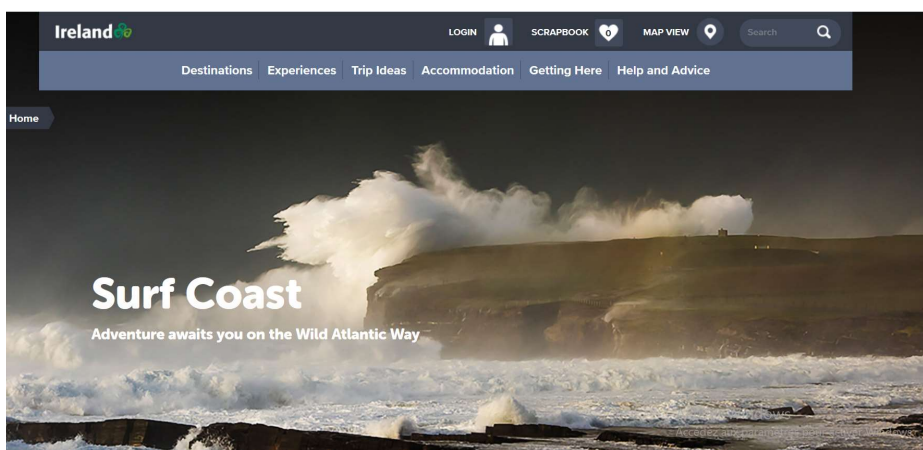 Ireland
LOGIN
SCRAPBOOK 0
MAP VIEW
Search
Destinations Experiences Trip Ideas Accommodation Getting Here Help and Advice
Home
Surf Coast
Adventure awaits you on the Wild Atlantic Way